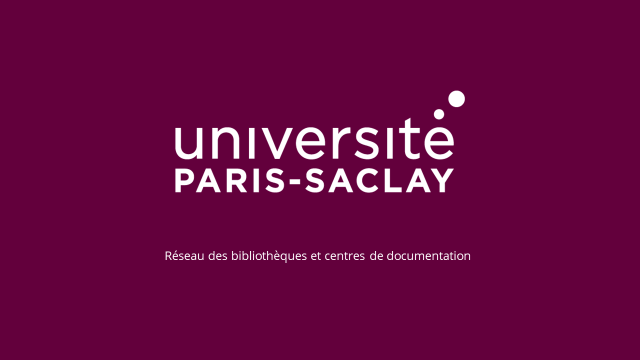 université
PARIS-SACLAY
Réseau des bibliothèques et centres de documentation